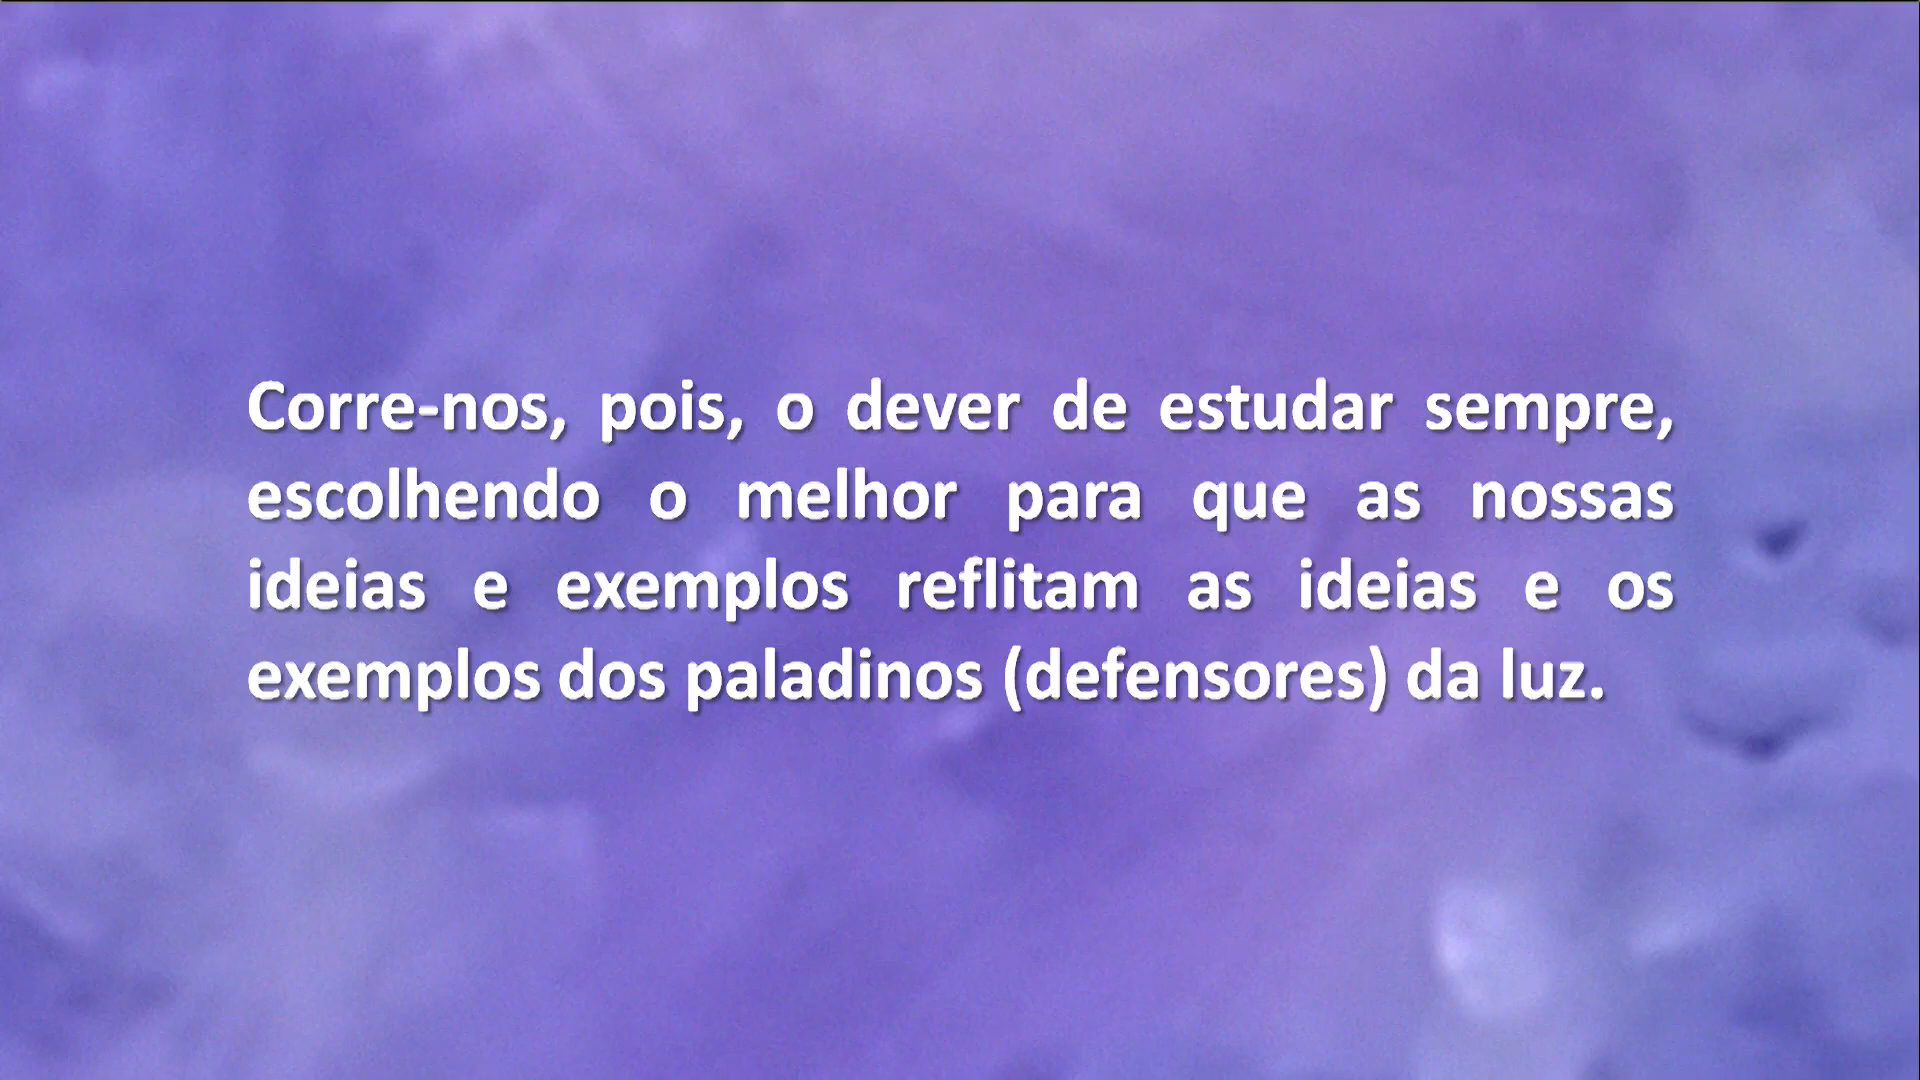 Corre-nos, pois, o dever de estudar sempre,
escolhendo o melhor para que as nossas
ideias e exemplos reflitam as ideias e os
exemplos dos paladinos (defensores) da luz.